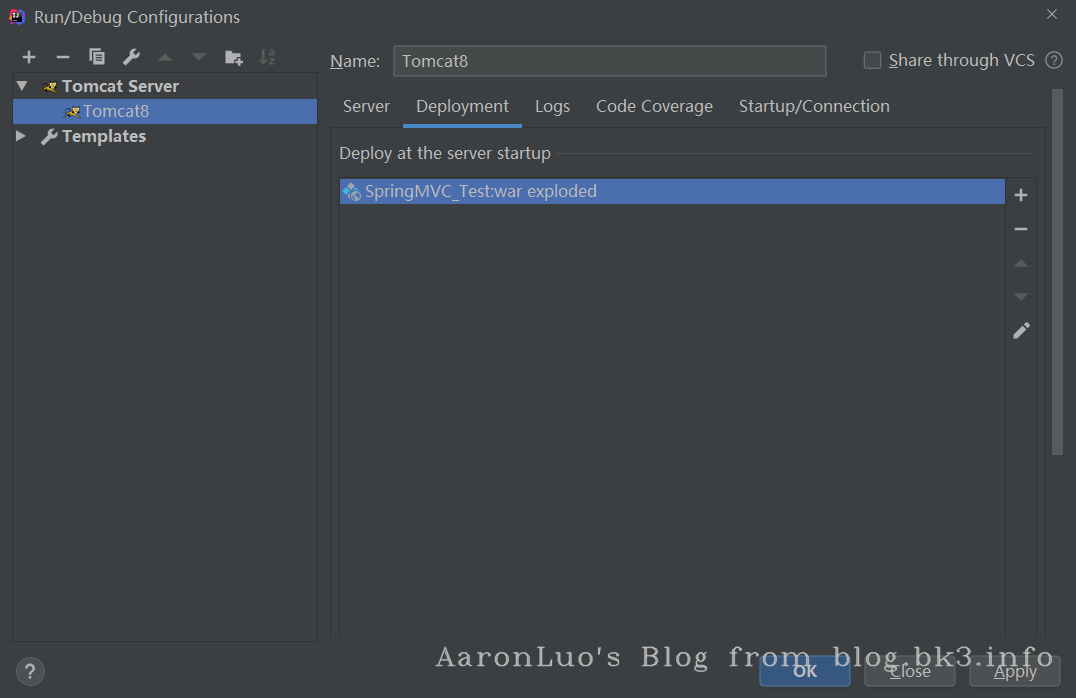 Run/Debug Configurations
Name: Tomcat8 Share through VCS ?
Tomcat Server
Tomcat8
Templates
Server Deployment Logs Code Coverage Startup/Connection
Deploy at the server startup
SpringMVC_Test:war exploded
AaronLuo's Blog from blog.bk3.info
? OK Close Apply